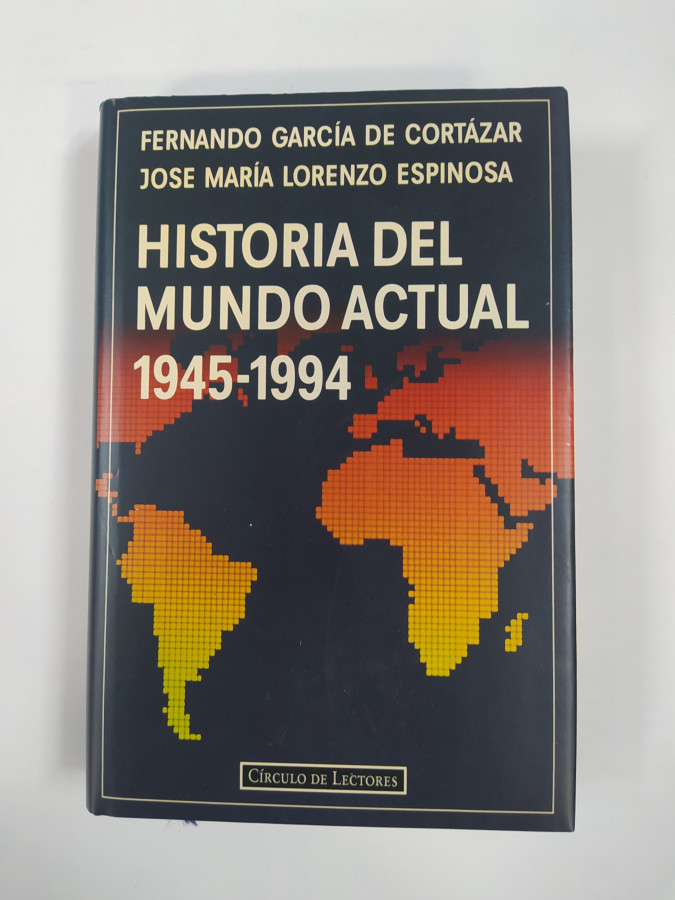 FERNANDO GARCÍA DE CORTÁZAR
JOSE MARÍA LORENZO ESPINOSA
HISTORIA DEL
MUNDO ACTUAL
1945-1994
CÍRCULO DE LECTORES